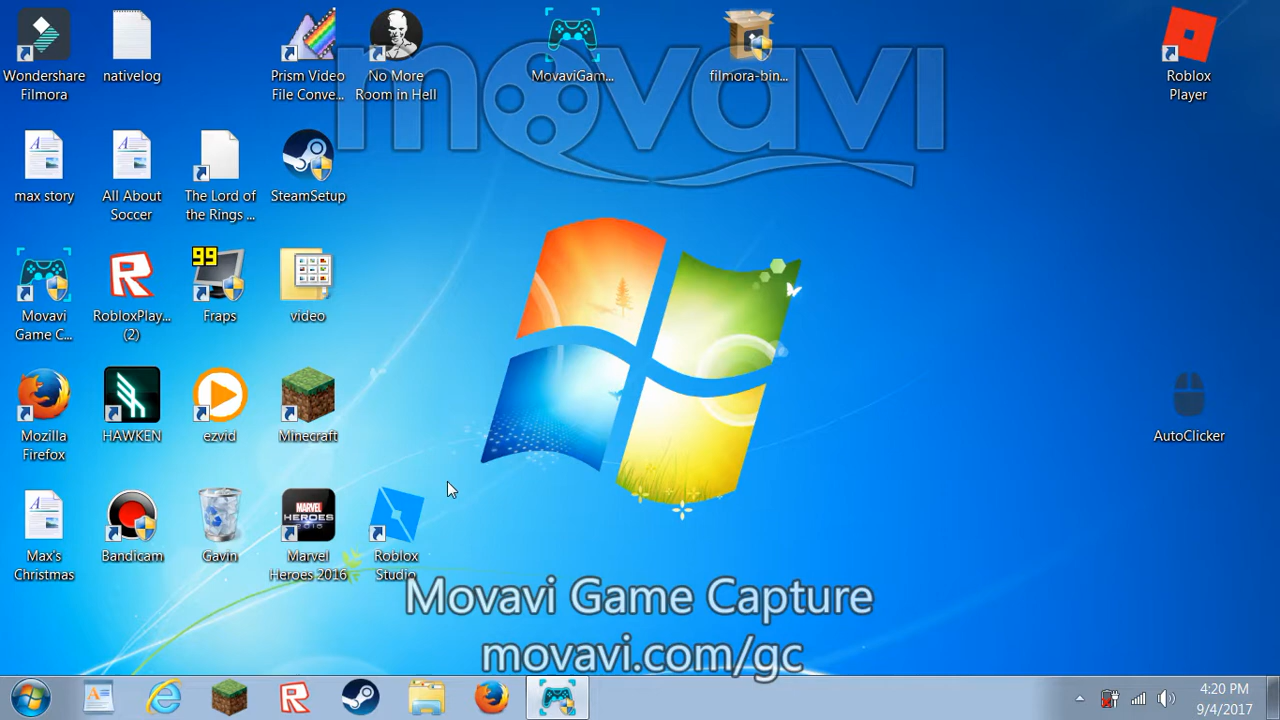 Wondershare
Filmora
nativelog
Prism Video
File Conve...
No More
Room in Hell
MovaviGam...
filmora-bin...
Roblox
Player
movavi
max story
All About
Soccer
The Lord of
the Rings ...
SteamSetup
Movavi
Game C...
RobloxPlay...
(2)
99
Fraps
video
Mozilla
Firefox
HAWKEN
ezvid
Minecraft
AutoClicker
Max's
Christmas
Bandicam
Gavin
MARVEL
HEROES
2016
Marvel
Heroes 2016
Roblox
Studio
Movavi Game Capture
movavi.com/gc
4:20 PM
9/4/2017